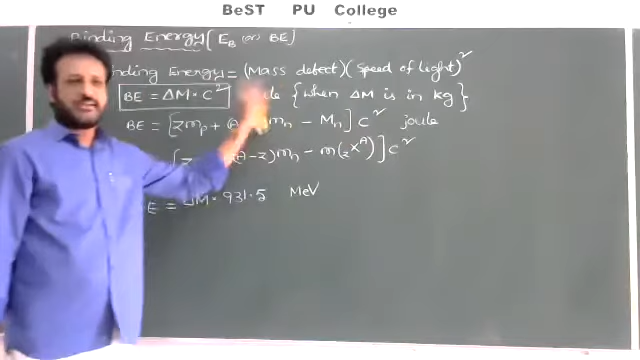 BeST PU College
Binding Energy [EB (or) BE]
Binding Energy = (Mass defect)(Speed of light)²
BE = ΔM·c² {when ΔM is in kg}
BE = [Zmp + mn - Mn] c² joule
- z)mn - m(zXᴬ)] c²
E = ΔM · 931.5 MeV